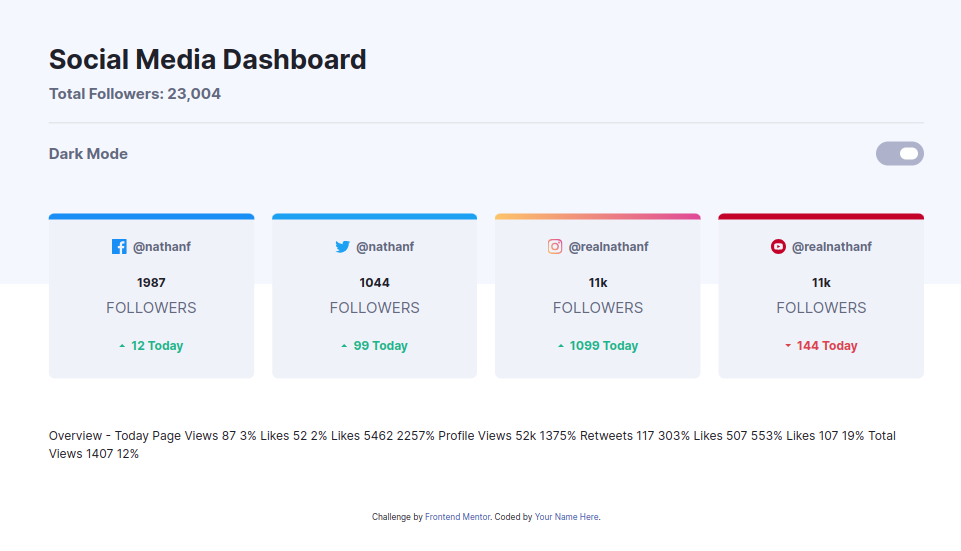 Social Media Dashboard
Total Followers: 23,004
Dark Mode
@nathanf
1987
FOLLOWERS
12 Today
@nathanf
1044
FOLLOWERS
99 Today
@realnathanf
11k
FOLLOWERS
1099 Today
@realnathanf
11k
FOLLOWERS
144 Today
Overview - Today Page Views 87 3% Likes 52 2% Likes 5462 2257% Profile Views 52k 1375% Retweets 117 303% Likes 507 553% Likes 107 19% Total
Views 1407 12%
Challenge by Frontend Mentor. Coded by Your Name Here.